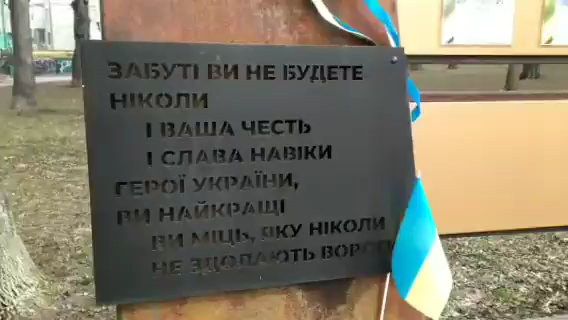 ЗАБУТІ ВИ НЕ БУДЕТЕ
НІКОЛИ
І ВАША ЧЕСТЬ
І СЛАВА НАВІКИ
ГЕРОЇ УКРАЇНИ,
ВИ НАЙКРАЩІ
ВИ МІЦЬ, ЯКУ НІКОЛИ
НЕ ЗДОЛАЮТЬ